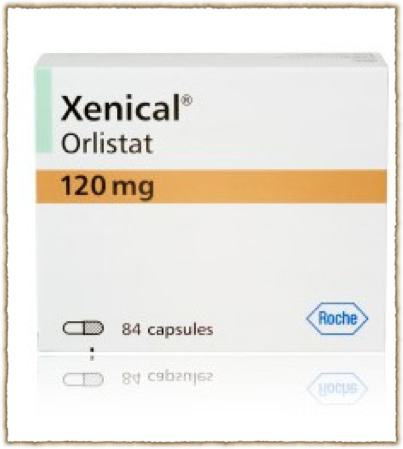 Xenical®
Orlistat
120 mg
84 capsules
Roche